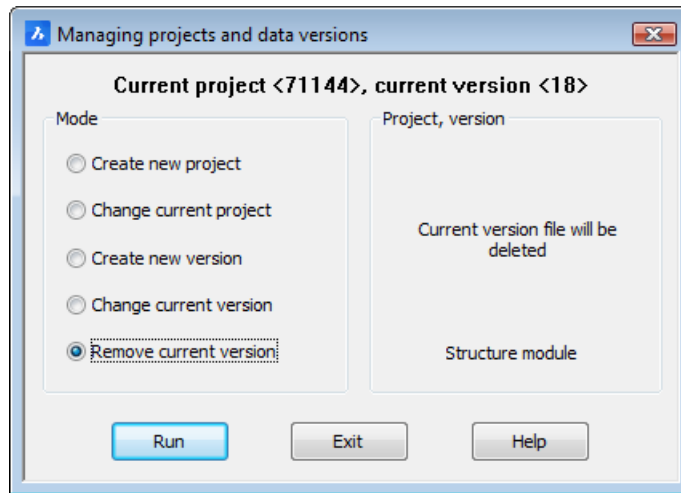 Managing projects and data versions
Current project <71144>, current version <18>
Mode
Create new project
Change current project
Create new version
Change current version
Remove current version
Project, version
Current version file will be
deleted
Structure module
Run
Exit
Help